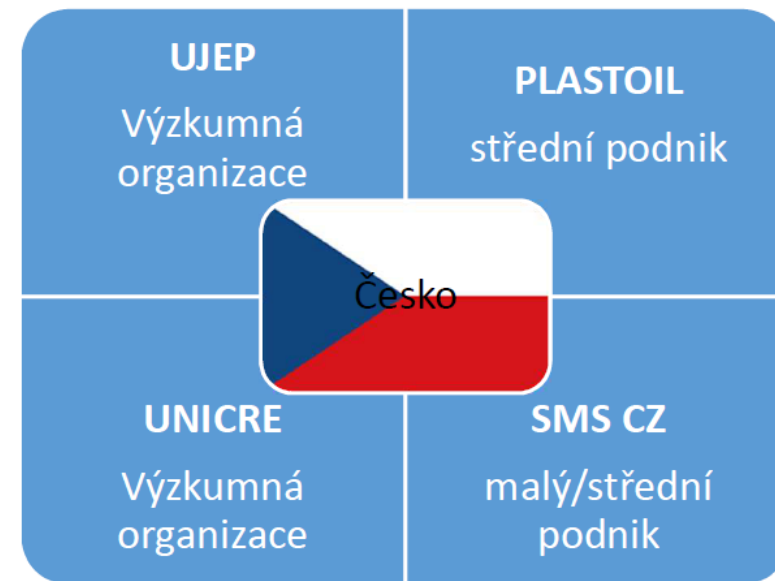 UJEP
Výzkumná
organizace
PLASTOIL
střední podnik
Česko
UNICRE
Výzkumná
organizace
SMS CZ
malý/střední
podnik